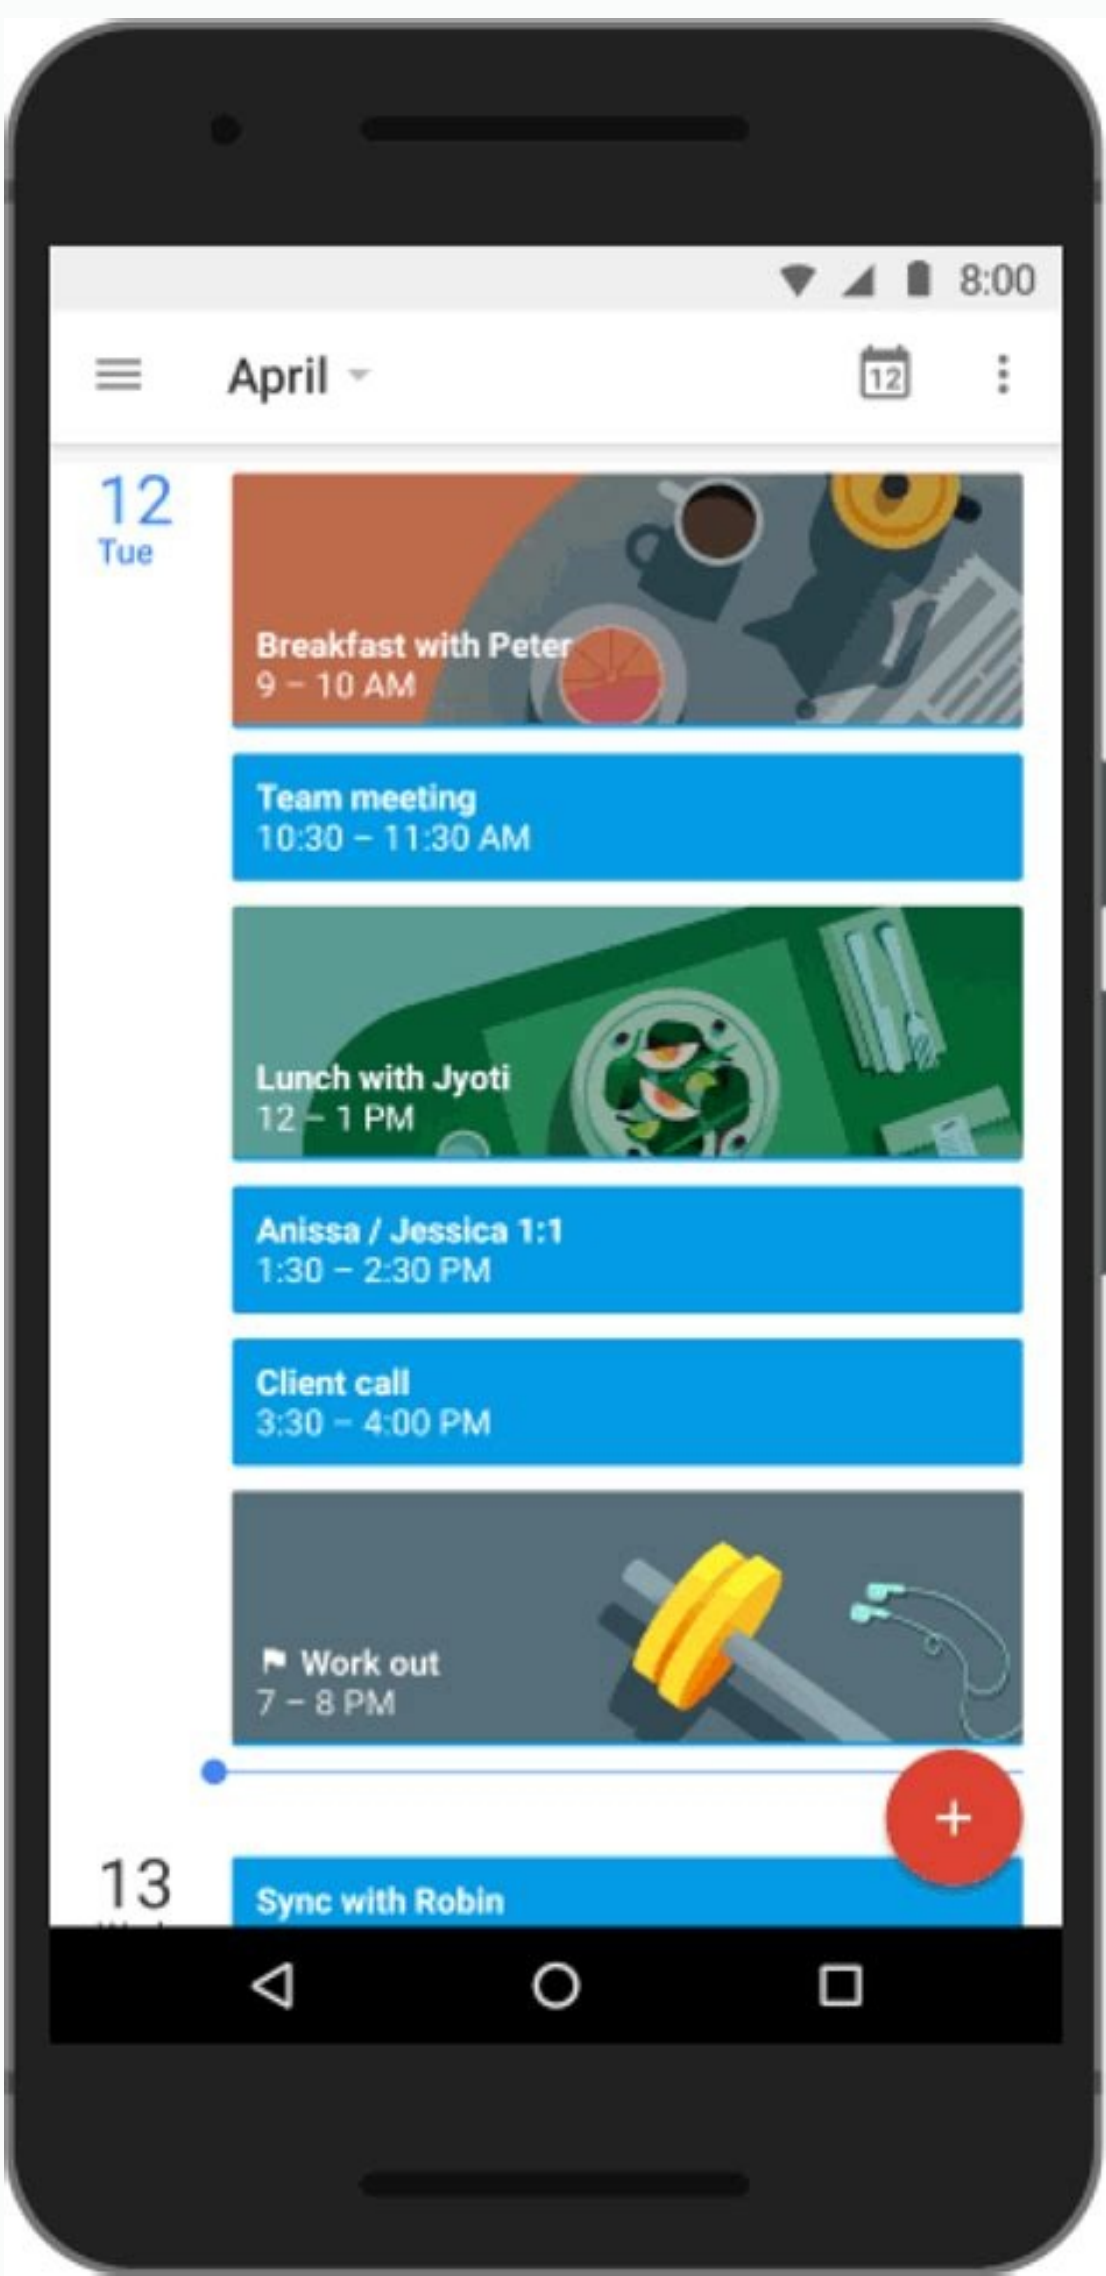 8:00
April
12
12
Tue
Breakfast with Peter
9 – 10 AM
Team meeting
10:30 – 11:30 AM
Lunch with Jyoti
12 – 1 PM
Anissa / Jessica 1:1
1:30 – 2:30 PM
Client call
3:30 – 4:00 PM
Work out
7 – 8 PM
+
13
Sync with Robin